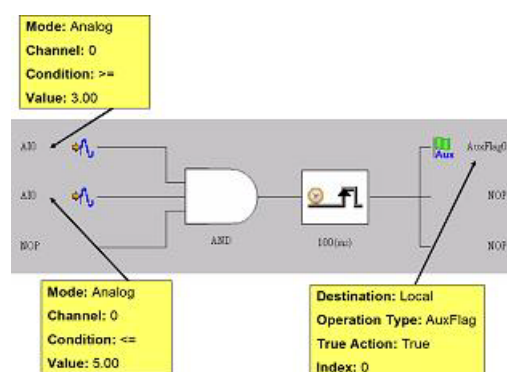 Mode: Analog
Channel: 0
Condition: >=
Value: 3.00
AI0
Aux
AuxFlag0
AI0
NOP
NOP
AND
100(ms)
NOP
Mode: Analog
Channel: 0
Condition: <=
Value: 5.00
Destination: Local
Operation Type: AuxFlag
True Action: True
Index: 0